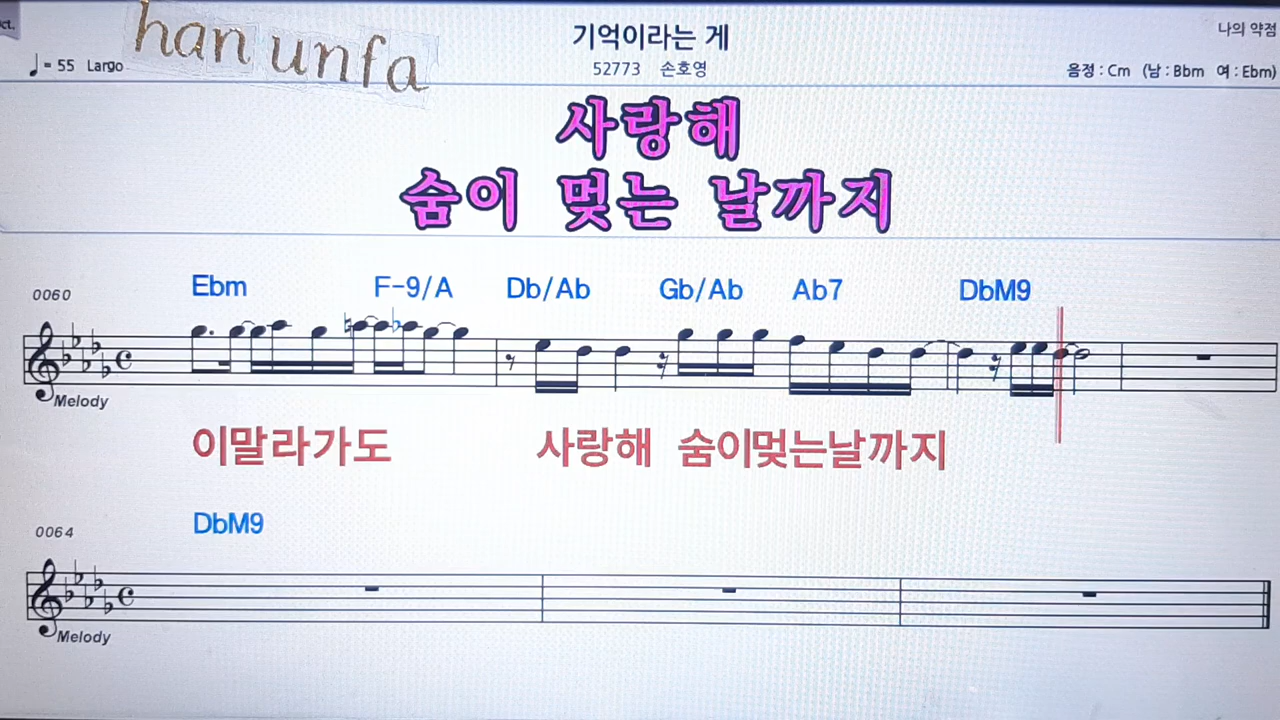 ct.
han unfa
기억이라는 게
나의 약점
♩= 55 Largo
52773 손호영
음정 : Cm (남 : Bbm 여 : Ebm)
사랑해
숨이 멎는 날까지
0060
Ebm F-9/A Db/Ab Gb/Ab Ab7 DbM9
Melody
이말라가도 사랑해 숨이멎는날까지
0064
DbM9
Melody